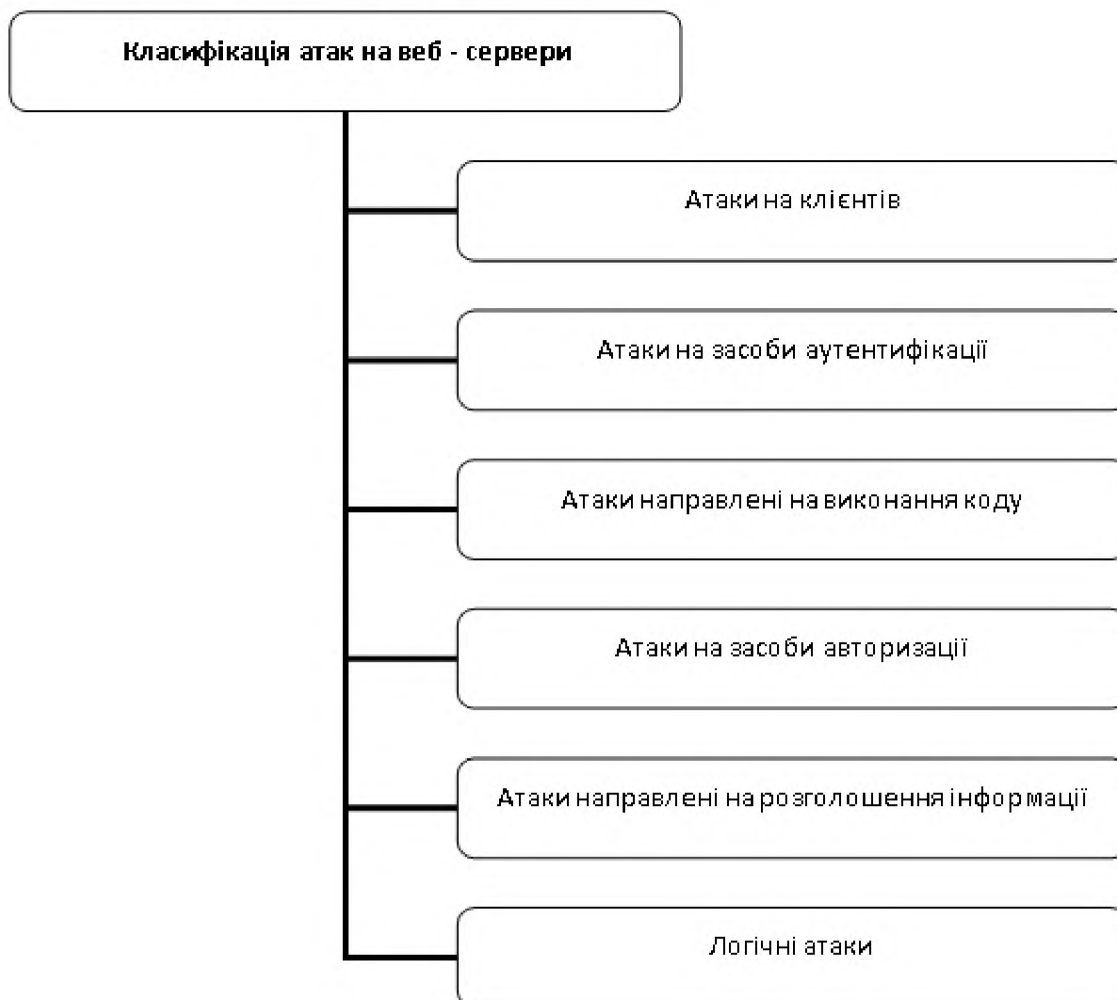 Класифікація атак на веб - сервери
Атаки на клієнтів
Атаки на засоби аутентифікації
Атаки направлені на виконання коду
Атаки на засоби авторизації
Атаки направлені на розголошення інформації
Логічні атаки